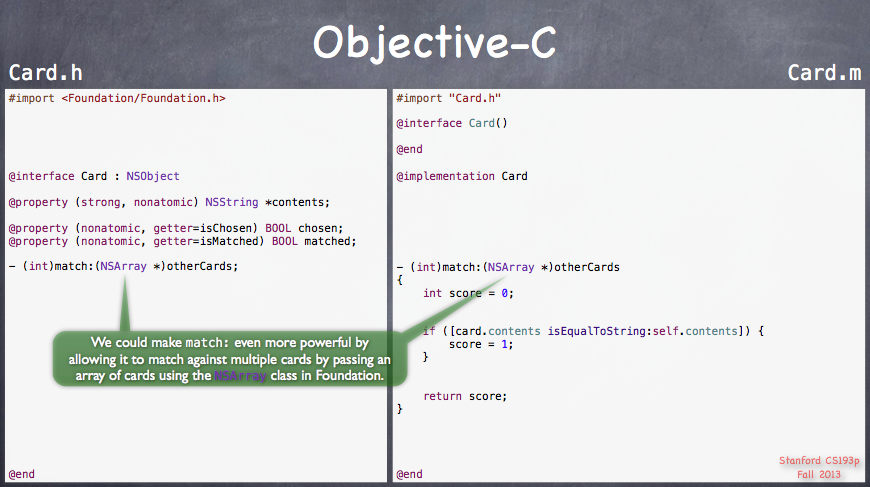 Objective-C
Card.h
Card.m
#import <Foundation/Foundation.h>
@interface Card : NSObject
@property (strong, nonatomic) NSString *contents;
@property (nonatomic, getter=isChosen) BOOL chosen;
@property (nonatomic, getter=isMatched) BOOL matched;
- (int)match:(NSArray *)otherCards;
@end
#import "Card.h"
@interface Card()
@end
@implementation Card
- (int)match:(NSArray *)otherCards
{
int score = 0;
if ([card.contents isEqualToString:self.contents]) {
score = 1;
}
return score;
}
@end
We could make match: even more powerful by
allowing it to match against multiple cards by passing an
array of cards using the NSArray class in Foundation.
Stanford CS193p
Fall 2013